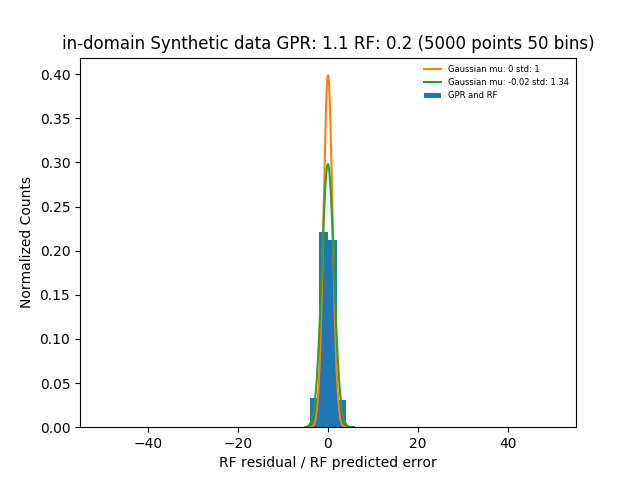 in-domain Synthetic data GPR: 1.1 RF: 0.2 (5000 points 50 bins)
Gaussian mu: 0 std: 1
Gaussian mu: -0.02 std: 1.34
GPR and RF
Normalized Counts
0.40
0.35
0.30
0.25
0.20
0.15
0.10
0.05
0.00
−40 −20 0 20 40
RF residual / RF predicted error